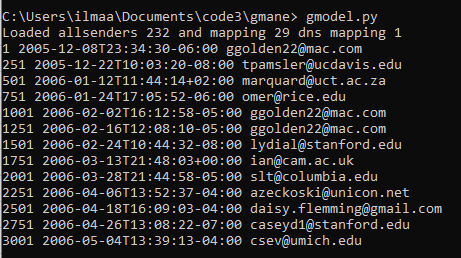 C:\Users\ilmaa\Documents\code3\gmane> gmodel.py
Loaded allsenders 232 and mapping 29 dns mapping 1
1 2005-12-08T23:34:30-06:00 ggolden22@mac.com
251 2005-12-22T10:03:20-08:00 tpamsler@ucdavis.edu
501 2006-01-12T11:44:14+02:00 marquard@uct.ac.za
751 2006-01-24T17:05:52-06:00 omer@rice.edu
1001 2006-02-02T16:12:58-05:00 ggolden22@mac.com
1251 2006-02-16T12:08:10-05:00 ggolden22@mac.com
1501 2006-02-24T10:44:32-08:00 lydial@stanford.edu
1751 2006-03-13T21:48:03+00:00 ian@cam.ac.uk
2001 2006-03-28T21:44:58-05:00 slt@columbia.edu
2251 2006-04-06T13:52:37-04:00 azeckoski@unicon.net
2501 2006-04-18T16:09:03-04:00 daisy.flemming@gmail.com
2751 2006-04-26T13:08:22-07:00 caseyd1@stanford.edu
3001 2006-05-04T13:39:13-04:00 csev@umich.edu